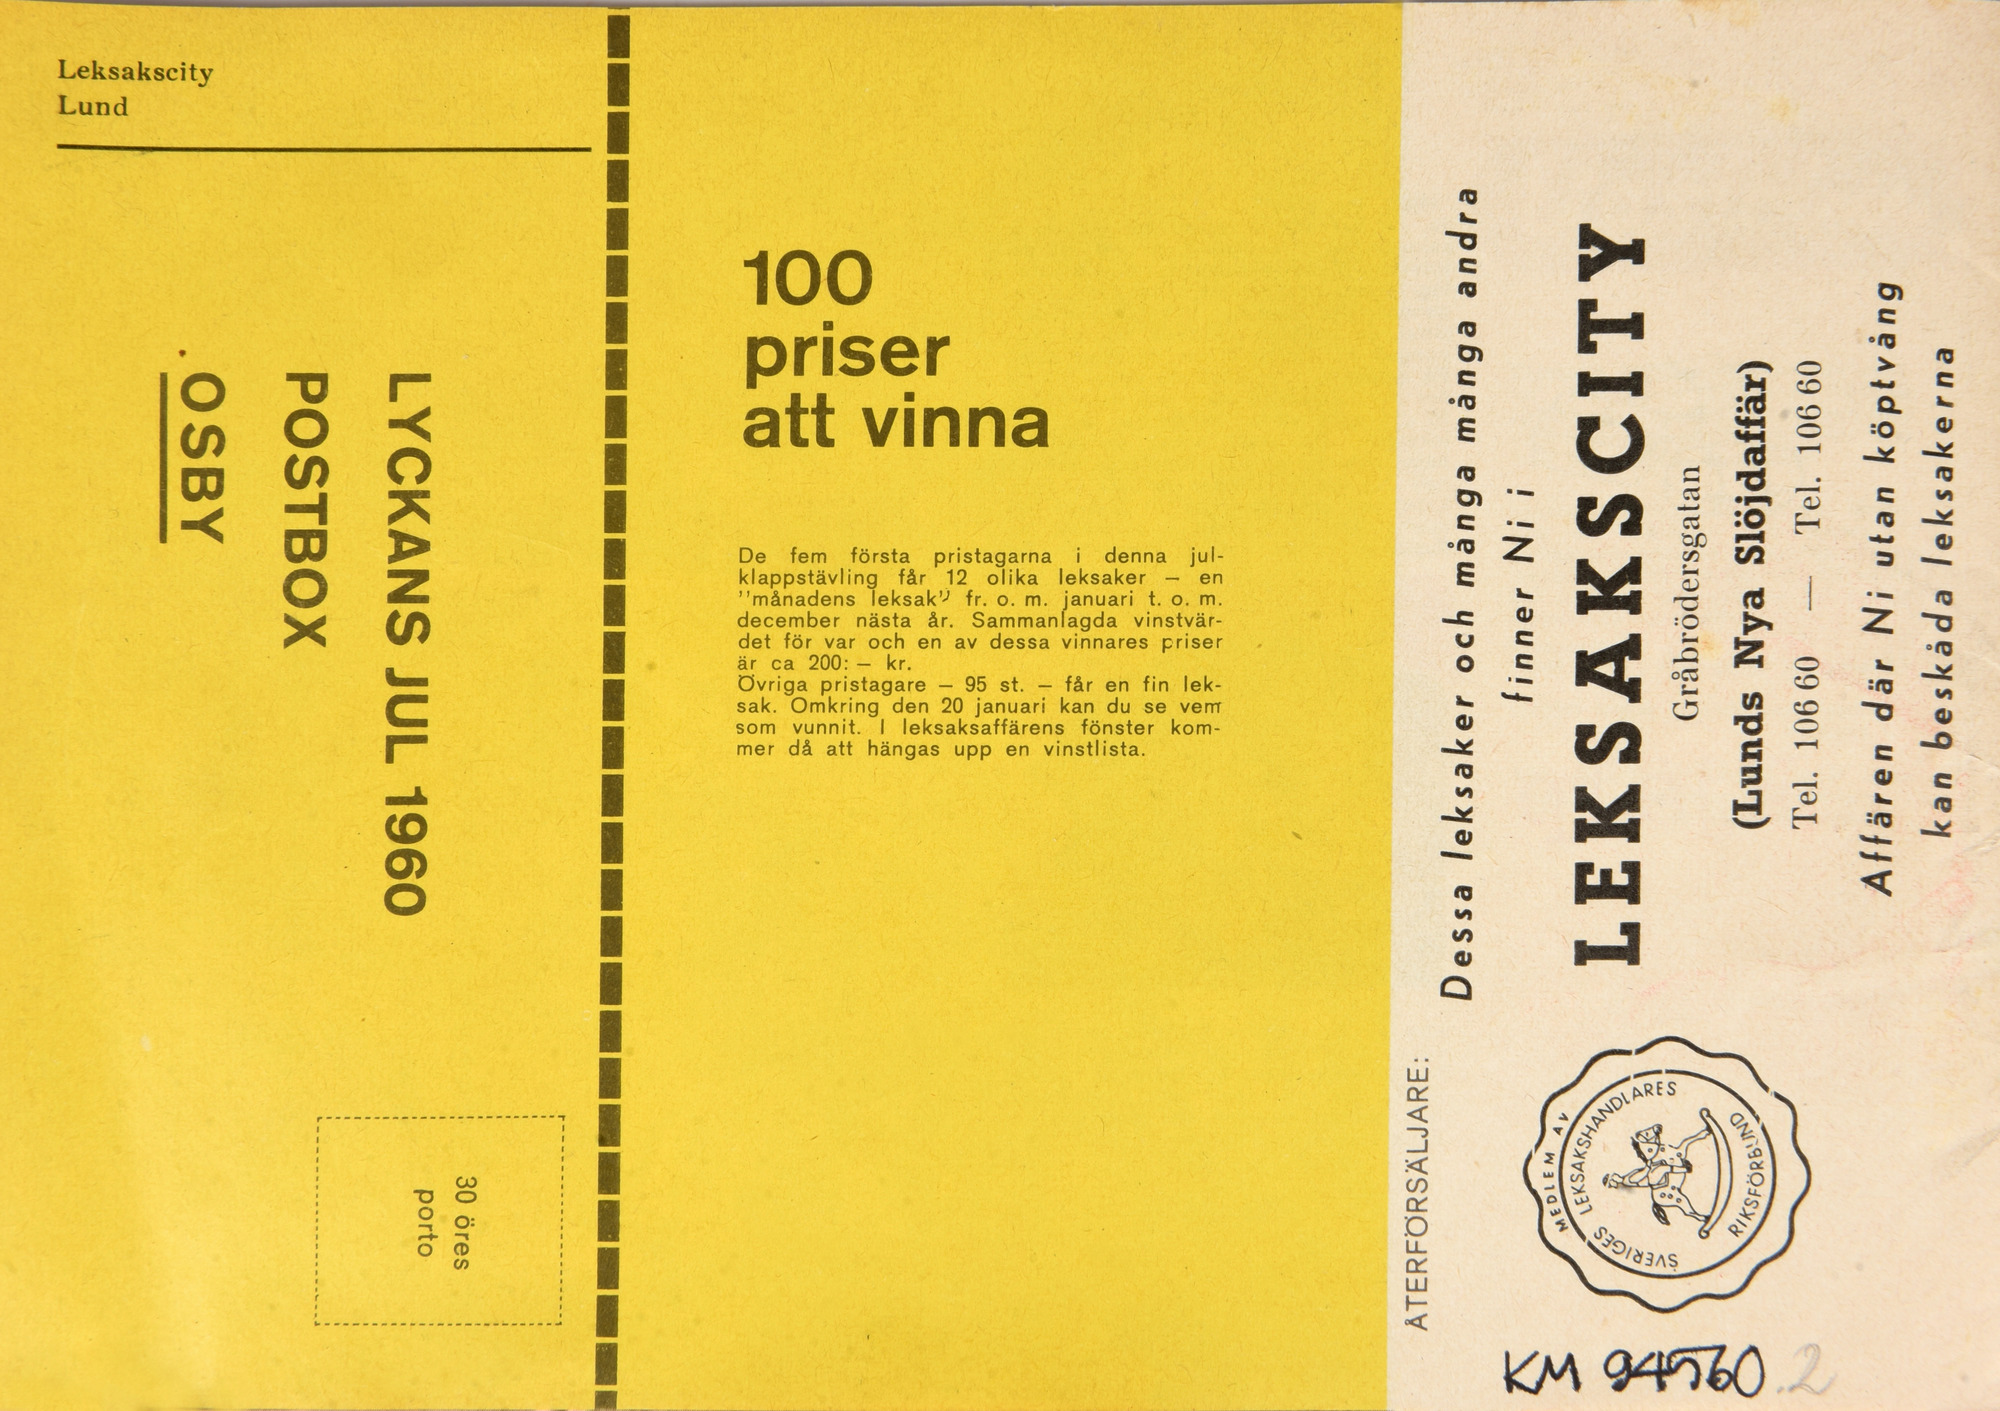 Leksakscity
Lund
LYCKANS JUL 1960
POSTBOX
OSBY
30 öres
porto
100
priser
att vinna
De fem första pristagarna i denna jul-
klappstävling får 12 olika leksaker — en
"månadens leksak" fr. o. m. januari t. o. m.
december nästa år. Sammanlagda vinstvär-
det för var och en av dessa vinnares priser
är ca 200: — kr.
Övriga pristagare — 95 st. — får en fin lek-
sak. Omkring den 20 januari kan du se vem
som vunnit. I leksaksaffärens fönster kom-
mer då att hängas upp en vinstlista.
ÅTERFÖRSÄLJARE:
Dessa leksaker och många många andra
finner Ni i
LEKSAKSCITY
Gråbrödersgatan
(Lunds Nya Slöjdaffär)
Tel. 106 60 — Tel. 106 60
Affären där Ni utan köptvång
kan beskåda leksakerna
MEDLEM AV
SVERIGES LEKSAKSHANDLARES
RIKSFÖRBUND
KM 94560.2